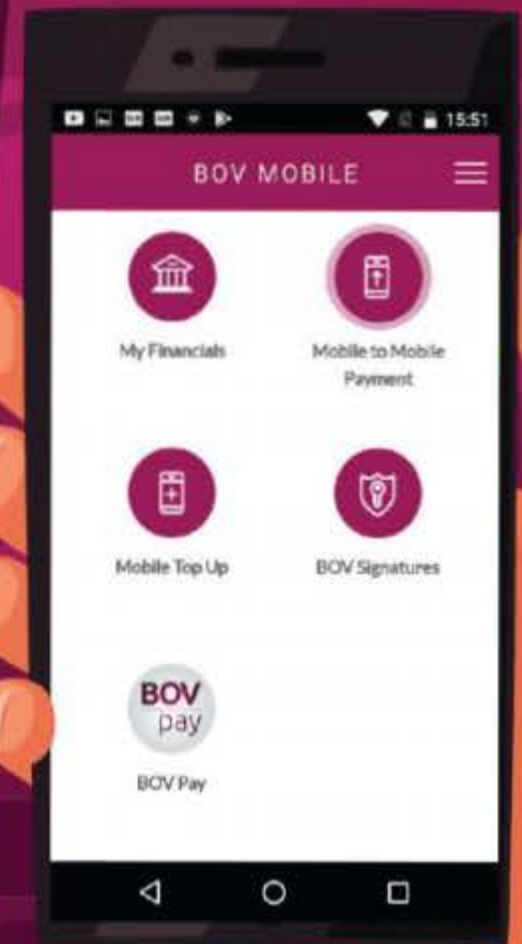 15:51
BOV MOBILE
My Financials
Mobile to Mobile
Payment
Mobile Top Up
BOV Signatures
BOV
pay
BOV Pay